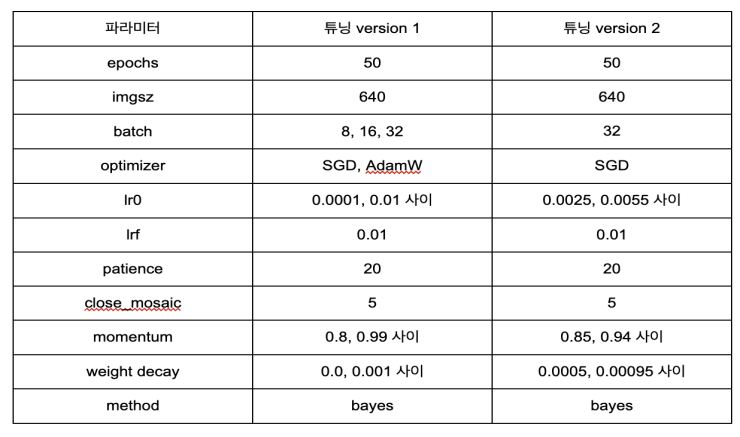 파라미터 튜닝 version 1 튜닝 version 2
epochs 50 50
imgsz 640 640
batch 8, 16, 32 32
optimizer SGD, AdamW SGD
lr0 0.0001, 0.01 사이 0.0025, 0.0055 사이
lrf 0.01 0.01
patience 20 20
close_mosaic 5 5
momentum 0.8, 0.99 사이 0.85, 0.94 사이
weight decay 0.0, 0.001 사이 0.0005, 0.00095 사이
method bayes bayes